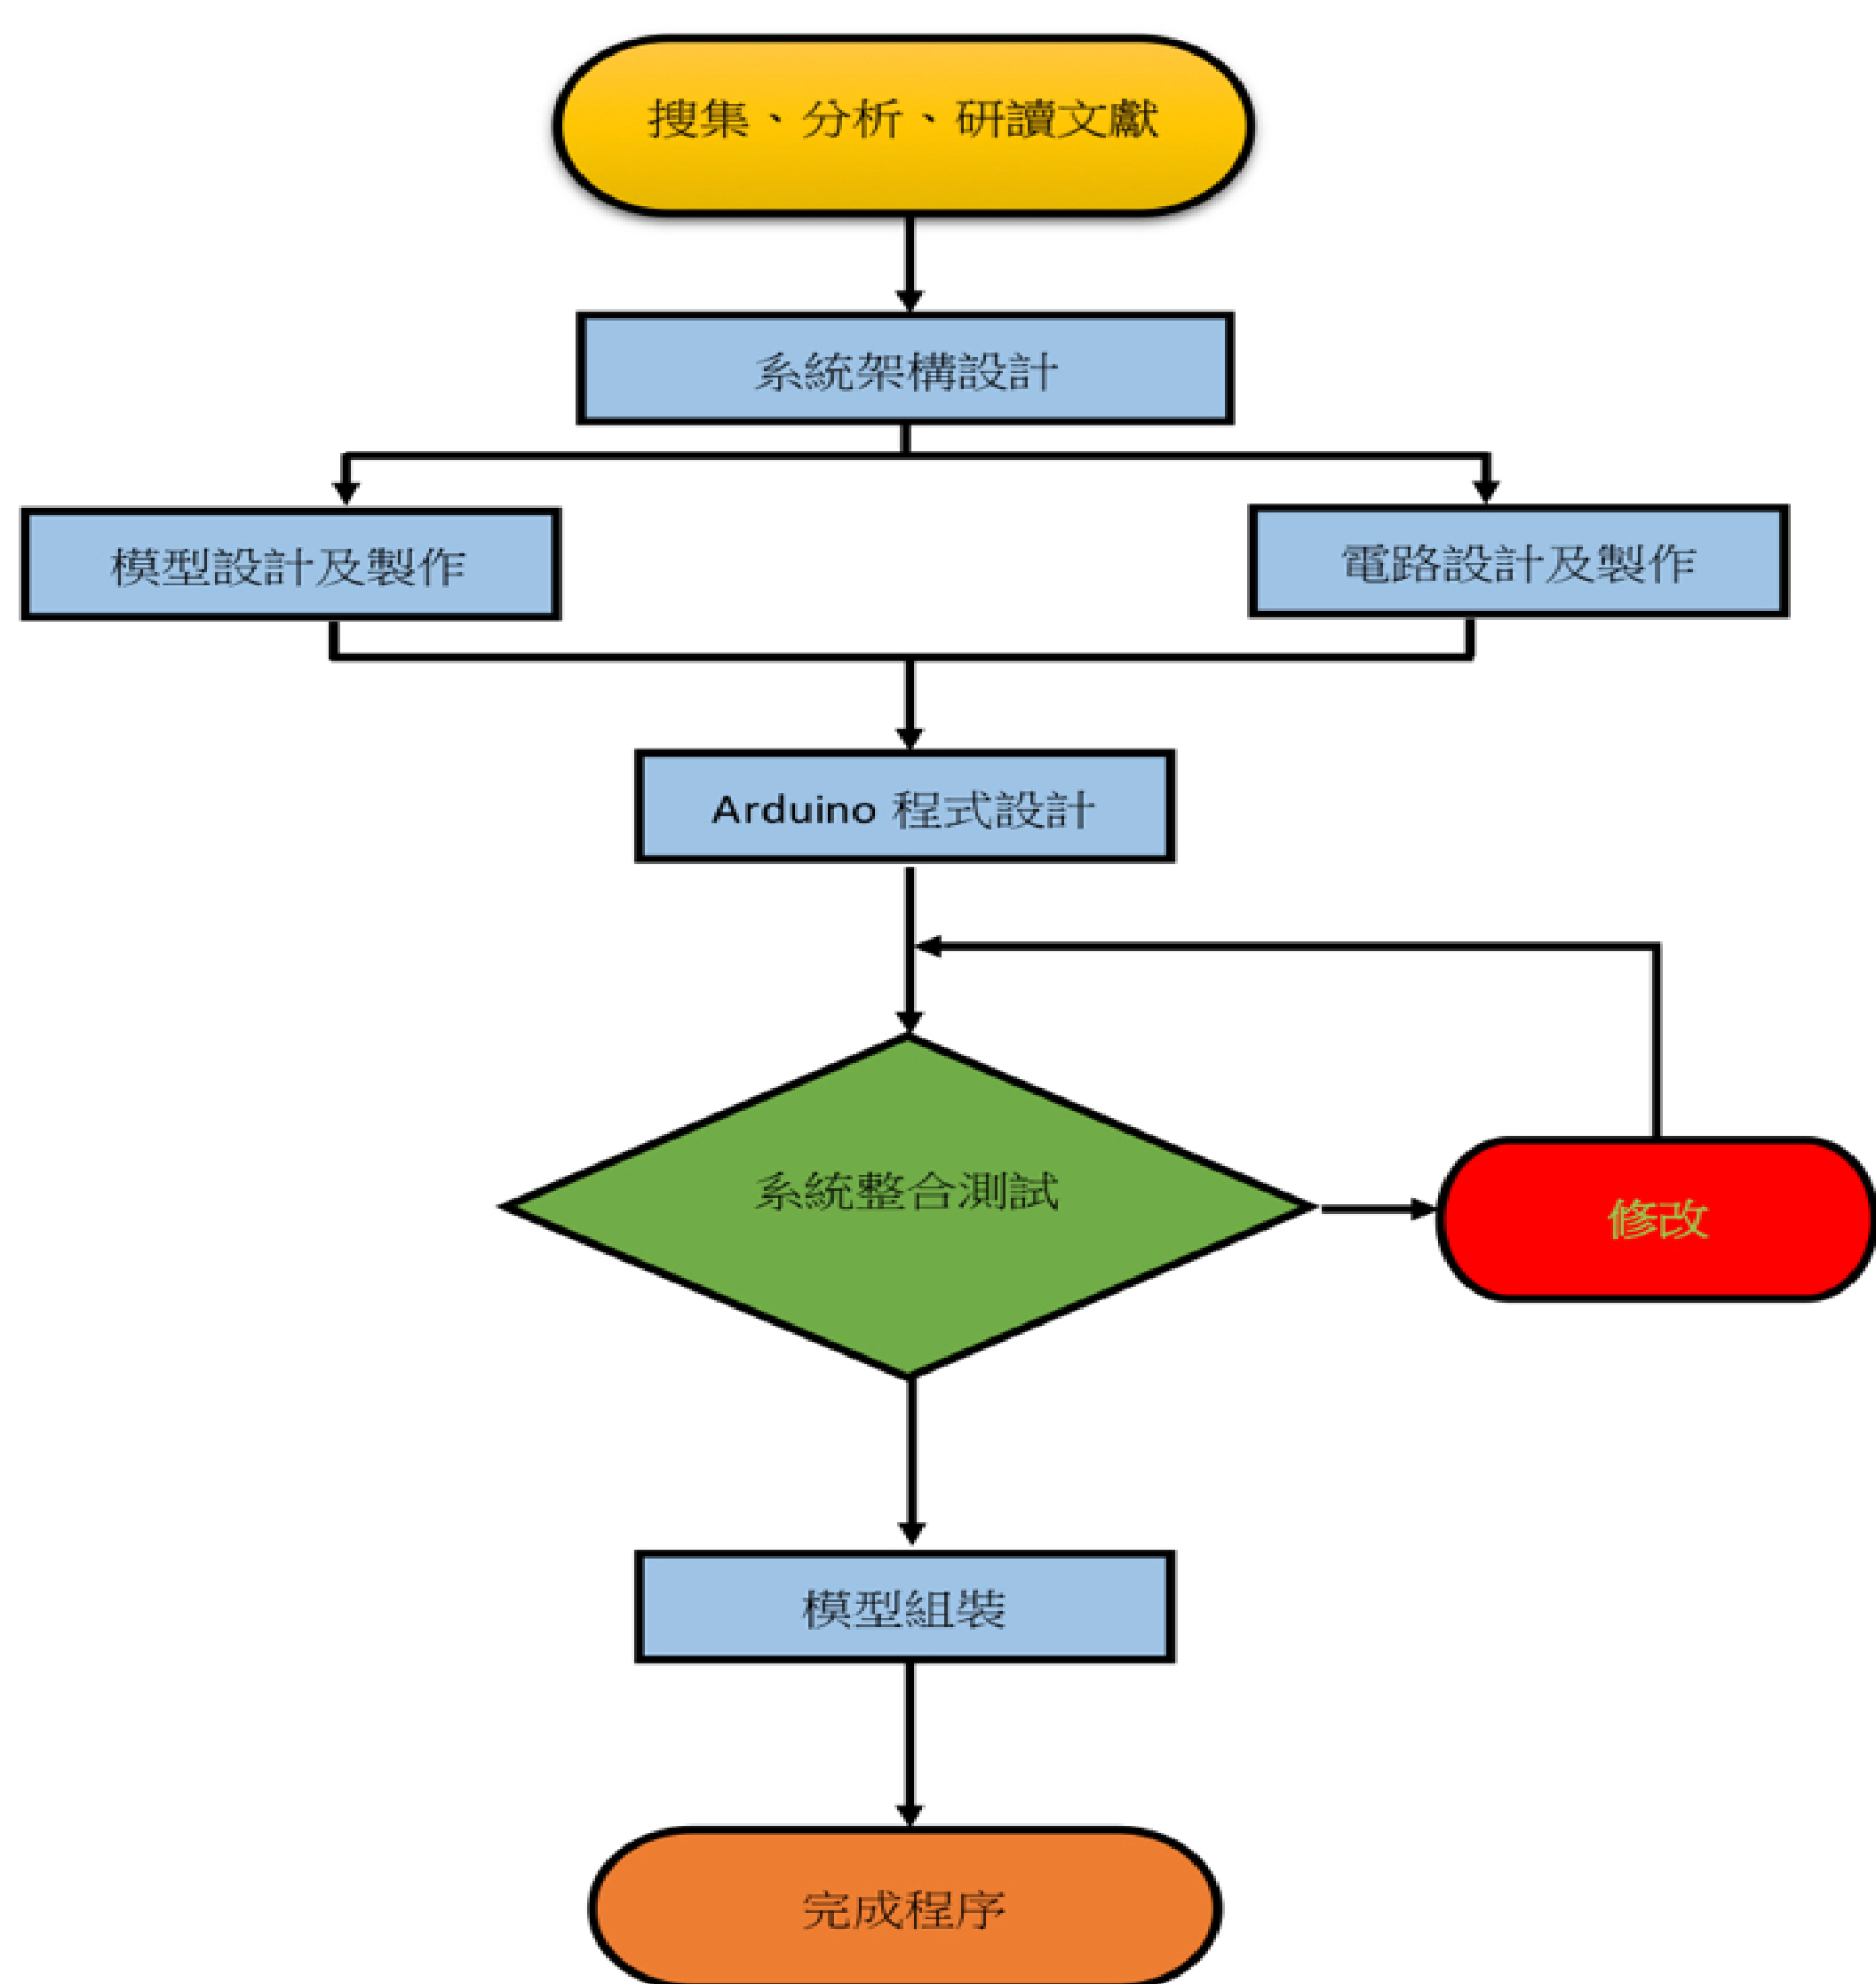 搜集、分析、研讀文獻
系統架構設計
模型設計及製作
電路設計及製作
Arduino 程式設計
系統整合測試
修改
模型組裝
完成程序